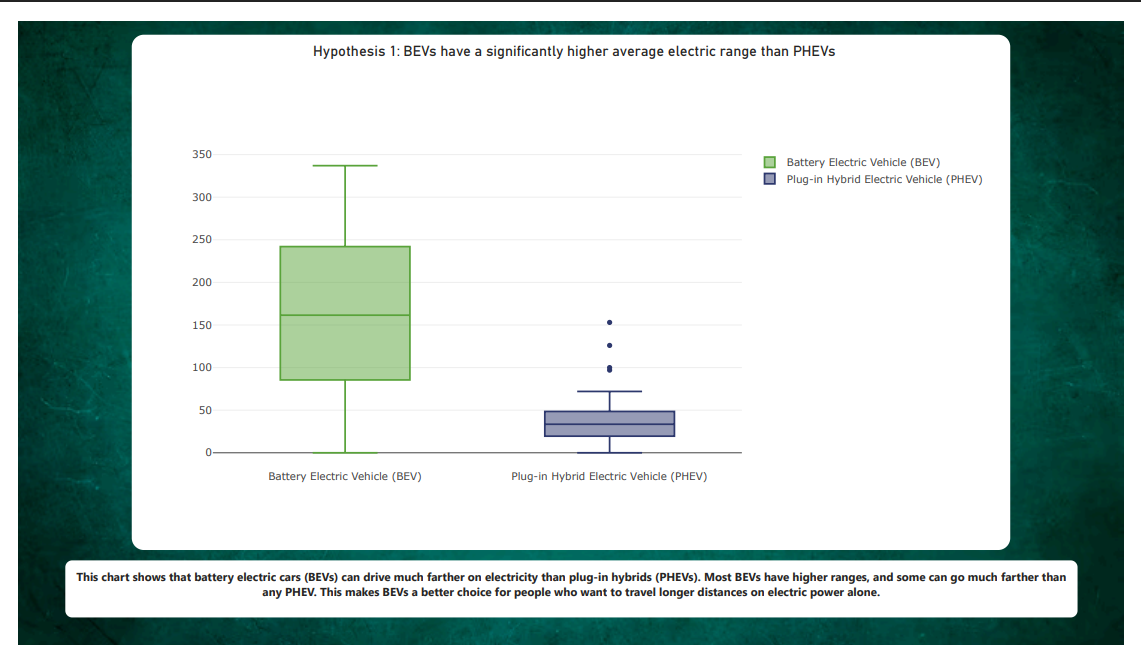 Hypothesis 1: BEVs have a significantly higher average electric range than PHEVs
350
300
250
200
150
100
50
0
Battery Electric Vehicle (BEV)
Plug-in Hybrid Electric Vehicle (PHEV)
Battery Electric Vehicle (BEV)
Plug-in Hybrid Electric Vehicle (PHEV)
This chart shows that battery electric cars (BEVs) can drive much farther on electricity than plug-in hybrids (PHEVs). Most BEVs have higher ranges, and some can go much farther than
any PHEV. This makes BEVs a better choice for people who want to travel longer distances on electric power alone.